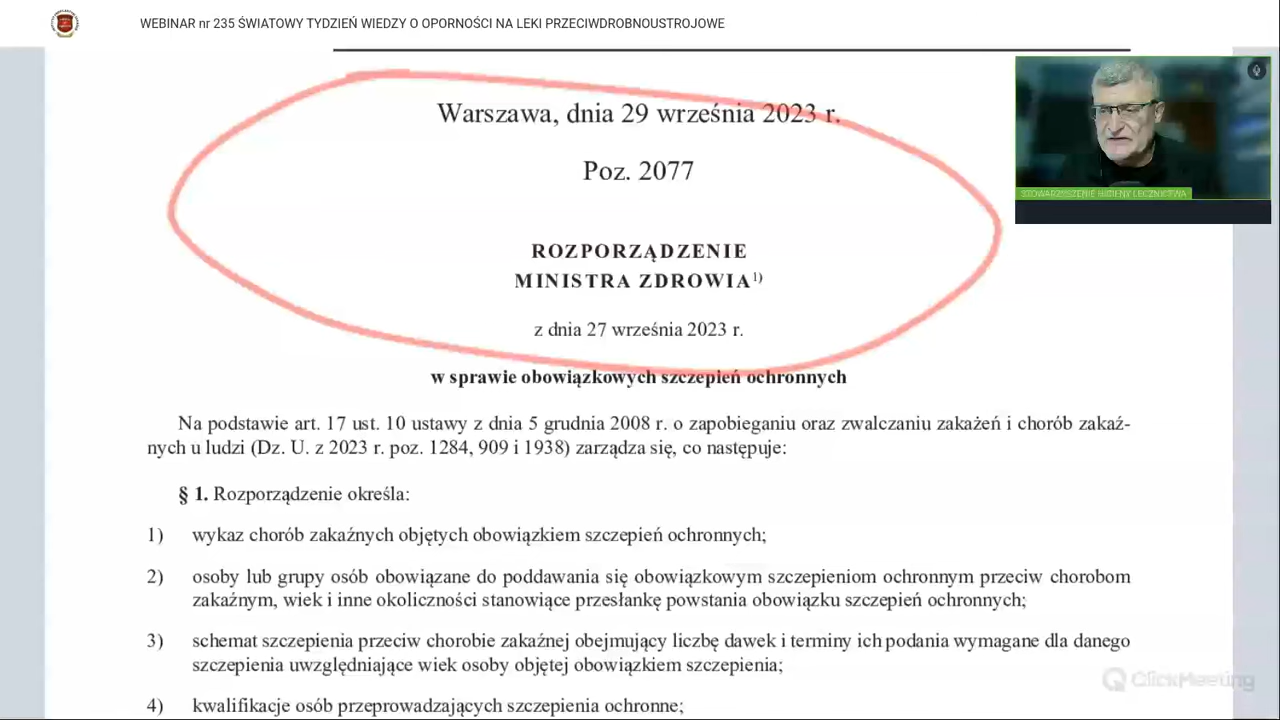 WEBINAR nr 235 ŚWIATOWY TYDZIEŃ WIEDZY O OPORNOŚCI NA LEKI PRZECIWDROBNOUSTROJOWE
Warszawa, dnia 29 września 2023 r.
Poz. 2077
ROZPORZĄDZENIE
MINISTRA ZDROWIA¹⁾
z dnia 27 września 2023 r.
w sprawie obowiązkowych szczepień ochronnych
Na podstawie art. 17 ust. 10 ustawy z dnia 5 grudnia 2008 r. o zapobieganiu oraz zwalczaniu zakażeń i chorób zakaź-
nych u ludzi (Dz. U. z 2023 r. poz. 1284, 909 i 1938) zarządza się, co następuje:
§ 1. Rozporządzenie określa:
1) wykaz chorób zakaźnych objętych obowiązkiem szczepień ochronnych;
2) osoby lub grupy osób obowiązane do poddawania się obowiązkowym szczepieniom ochronnym przeciw chorobom
zakaźnym, wiek i inne okoliczności stanowiące przesłankę powstania obowiązku szczepień ochronnych;
3) schemat szczepienia przeciw chorobie zakaźnej obejmujący liczbę dawek i terminy ich podania wymagane dla danego
szczepienia uwzględniające wiek osoby objętej obowiązkiem szczepienia;
4) kwalifikacje osób przeprowadzających szczepienia ochronne;
STOWARZYSZENIE HIGIENY LECZNICTWA
ClickMeeting